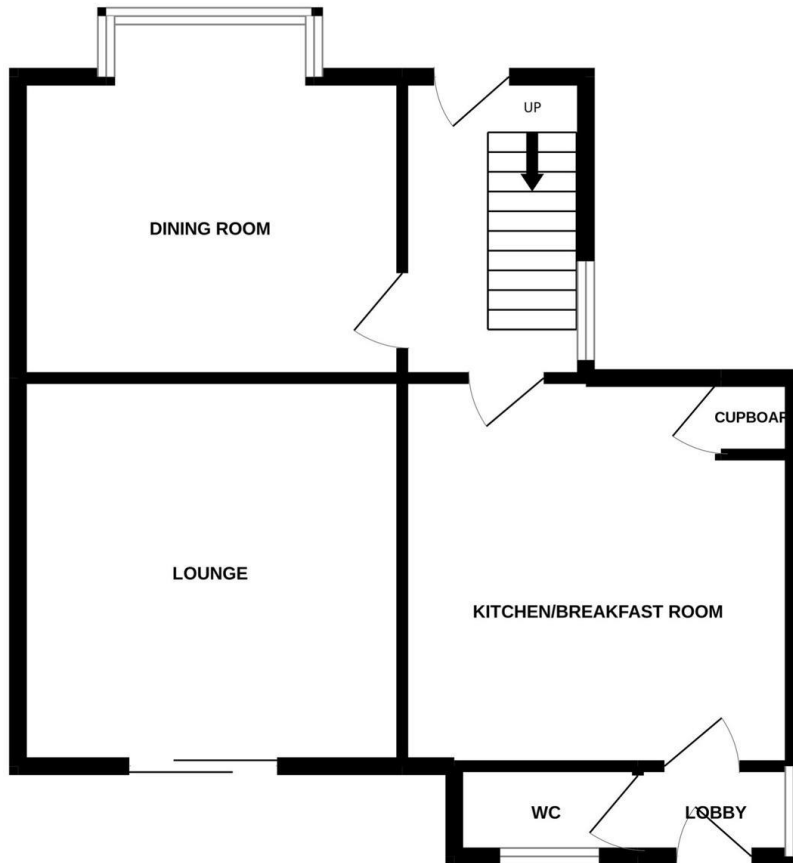 UP
DINING ROOM
CUPBOAR
LOUNGE
KITCHEN/BREAKFAST ROOM
WC
LOBBY